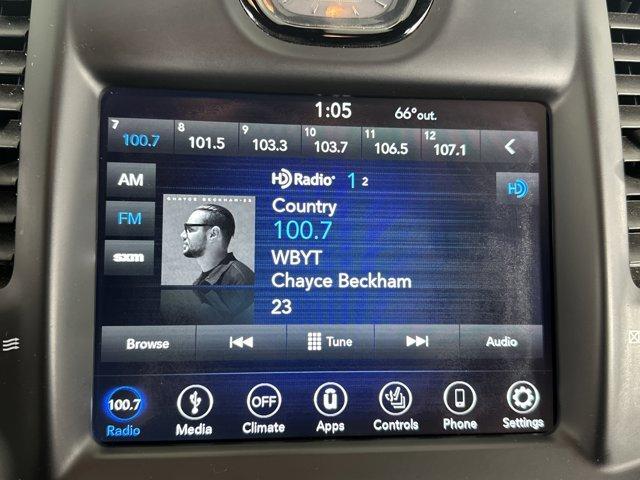 1:05 66°out.
7 100.7 8 101.5 9 103.3 10 103.7 11 106.5 12 107.1
AM HD Radio 1 2 HD
CHAYCE BECKHAM - 23 Country
FM 100.7
WBYT
sxm Chayce Beckham
23
Browse Tune Audio
100.7 OFF
Radio Media Climate Apps Controls Phone Settings